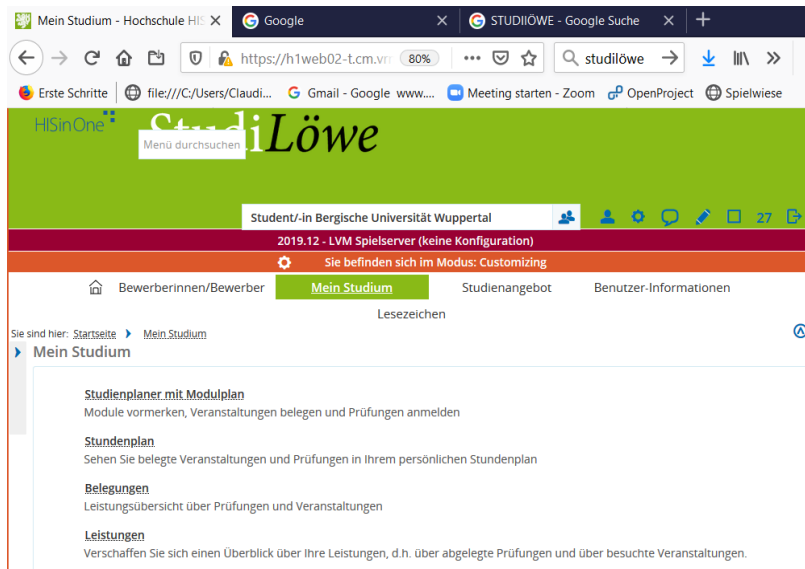 Mein Studium - Hochschule HIS
Google
STUDIlÖWE - Google Suche
https://h1web02-t.cm.vr
80%
studilöwe
Erste Schritte
file:///C:/Users/Claudi...
Gmail - Google www....
Meeting starten - Zoom
OpenProject
Spielwiese
HISinOne
StudiLöwe
Menü durchsuchen
Student/-in Bergische Universität Wuppertal
27
2019.12 - LVM Spielserver (keine Konfiguration)
Sie befinden sich im Modus: Customizing
Bewerberinnen/Bewerber
Mein Studium
Studienangebot
Benutzer-Informationen
Lesezeichen
Sie sind hier: Startseite Mein Studium
Mein Studium
Studienplaner mit Modulplan
Module vormerken, Veranstaltungen belegen und Prüfungen anmelden
Stundenplan
Sehen Sie belegte Veranstaltungen und Prüfungen in Ihrem persönlichen Stundenplan
Belegungen
Leistungsübersicht über Prüfungen und Veranstaltungen
Leistungen
Verschaffen Sie sich einen Überblick über Ihre Leistungen, d.h. über abgelegte Prüfungen und über besuchte Veranstaltungen.